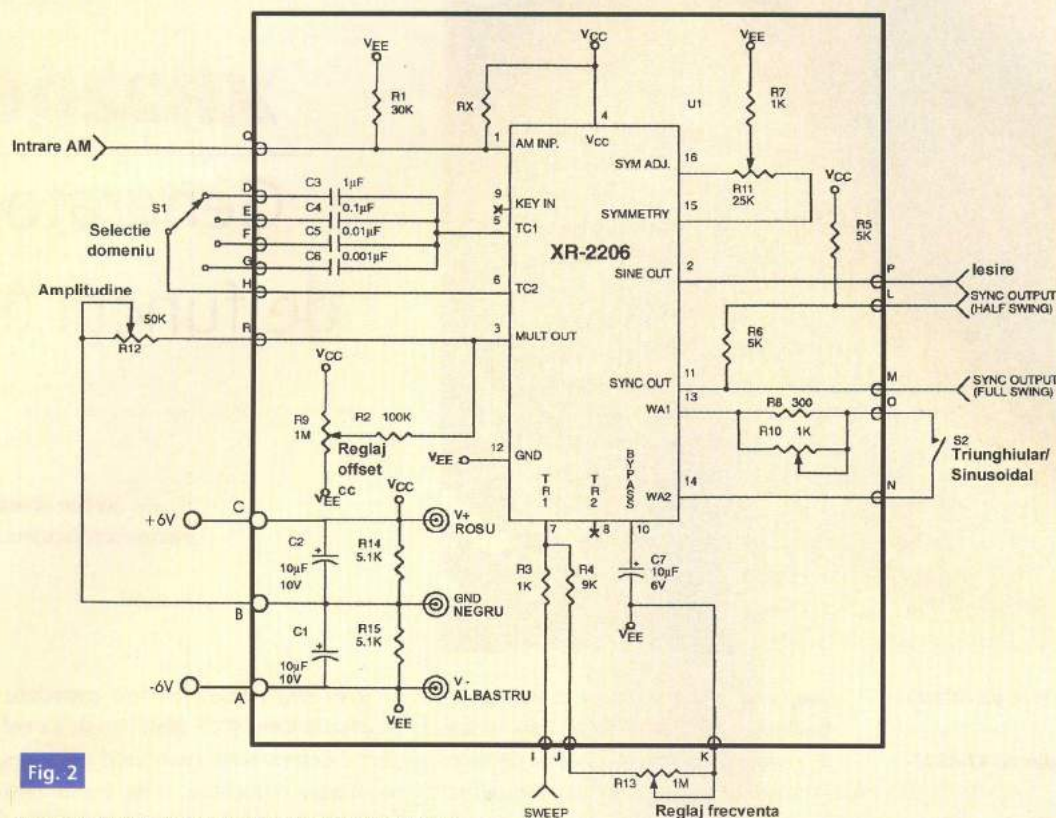 VEE
VCC
VEE
R1
30K
RX
4
U1
R7
1K
Q
1
AM INP.
VCC
SYM ADJ.
16
Intrare AM
D
C3
1µF
9
KEY IN
R11
25K
VCC
S1
E
C4
0.1µF
5
TC1
SYMMETRY
15
Selectie
domeniu
F
C5
0.01µF
XR-2206
R5
5K
G
C6
0.001µF
SINE OUT
2
P
Iesire
H
6
TC2
L
SYNC OUTPUT
(HALF SWING)
Amplitudine
50K
R12
R
3
MULT OUT
R6
5K
VCC
SYNC OUT
11
M
SYNC OUTPUT
(FULL SWING)
R9
1M
R2 100K
WA1
13
R8 300
O
Reglaj
offset
VEE
12
GND
R10 1K
S2
Triunghiular/
Sinusoidal
VEE CC
VCC
TR1
TR2
BYPASS
WA2
14
N
+6V
C
V+
ROSU
7
8
10
C2
10µF
10V
R14
5.1K
R3
1K
R4
9K
C7
10µF
6V
B
GND
NEGRU
VEE
C1
10µF
10V
R15
5.1K
-6V
A
V -
ALBASTRU
VEE
Fig. 2
I
J
K
R13
1M
SWEEP
Reglaj frecventa